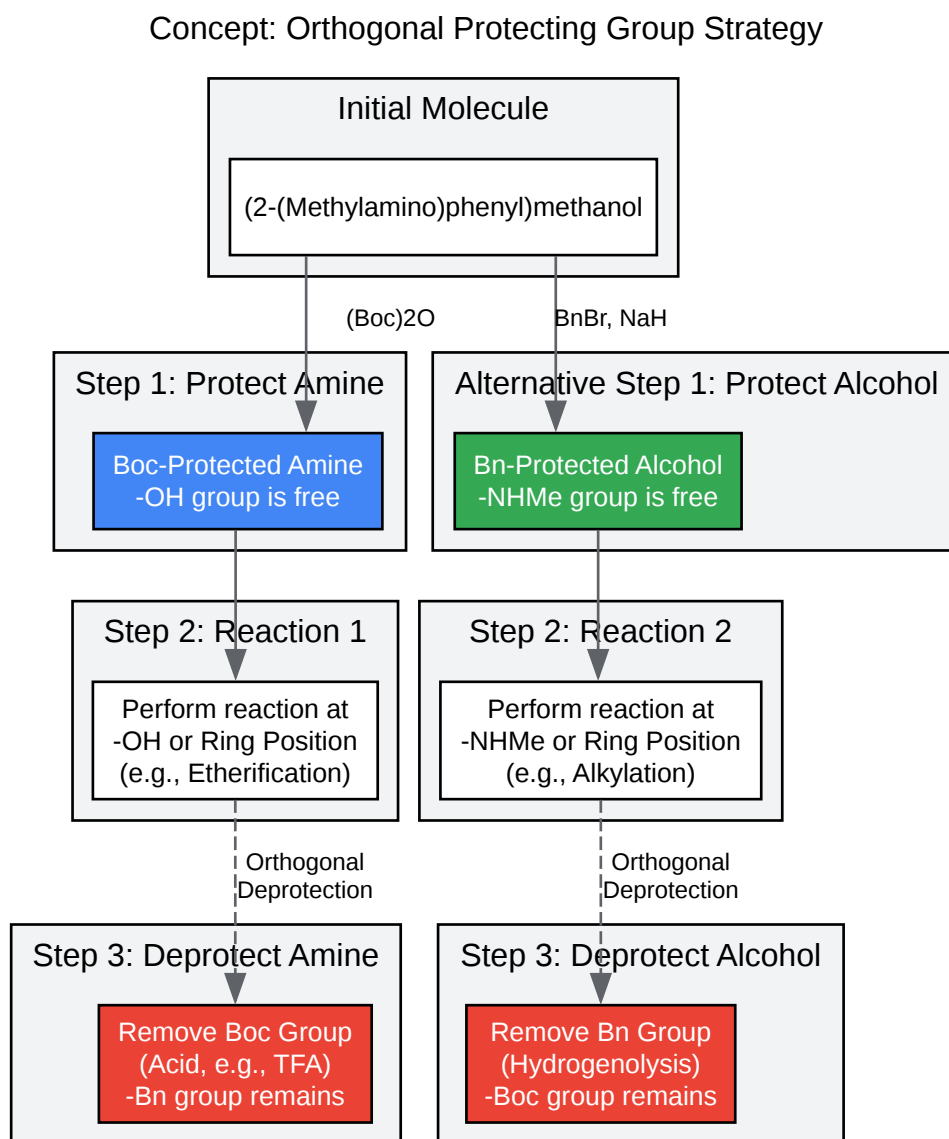 Concept: Orthogonal Protecting Group Strategy
Initial Molecule
(2-(Methylamino)phenyl)methanol
(Boc)2O
BnBr, NaH
Step 1: Protect Amine
Alternative Step 1: Protect Alcohol
Boc-Protected Amine
-OH group is free
Bn-Protected Alcohol
-NHMe group is free
Step 2: Reaction 1
Step 2: Reaction 2
Perform reaction at
-OH or Ring Position
(e.g., Etherification)
Perform reaction at
-NHMe or Ring Position
(e.g., Alkylation)
Orthogonal
Deprotection
Orthogonal
Deprotection
Step 3: Deprotect Amine
Step 3: Deprotect Alcohol
Remove Boc Group
(Acid, e.g., TFA)
-Bn group remains
Remove Bn Group
(Hydrogenolysis)
-Boc group remains